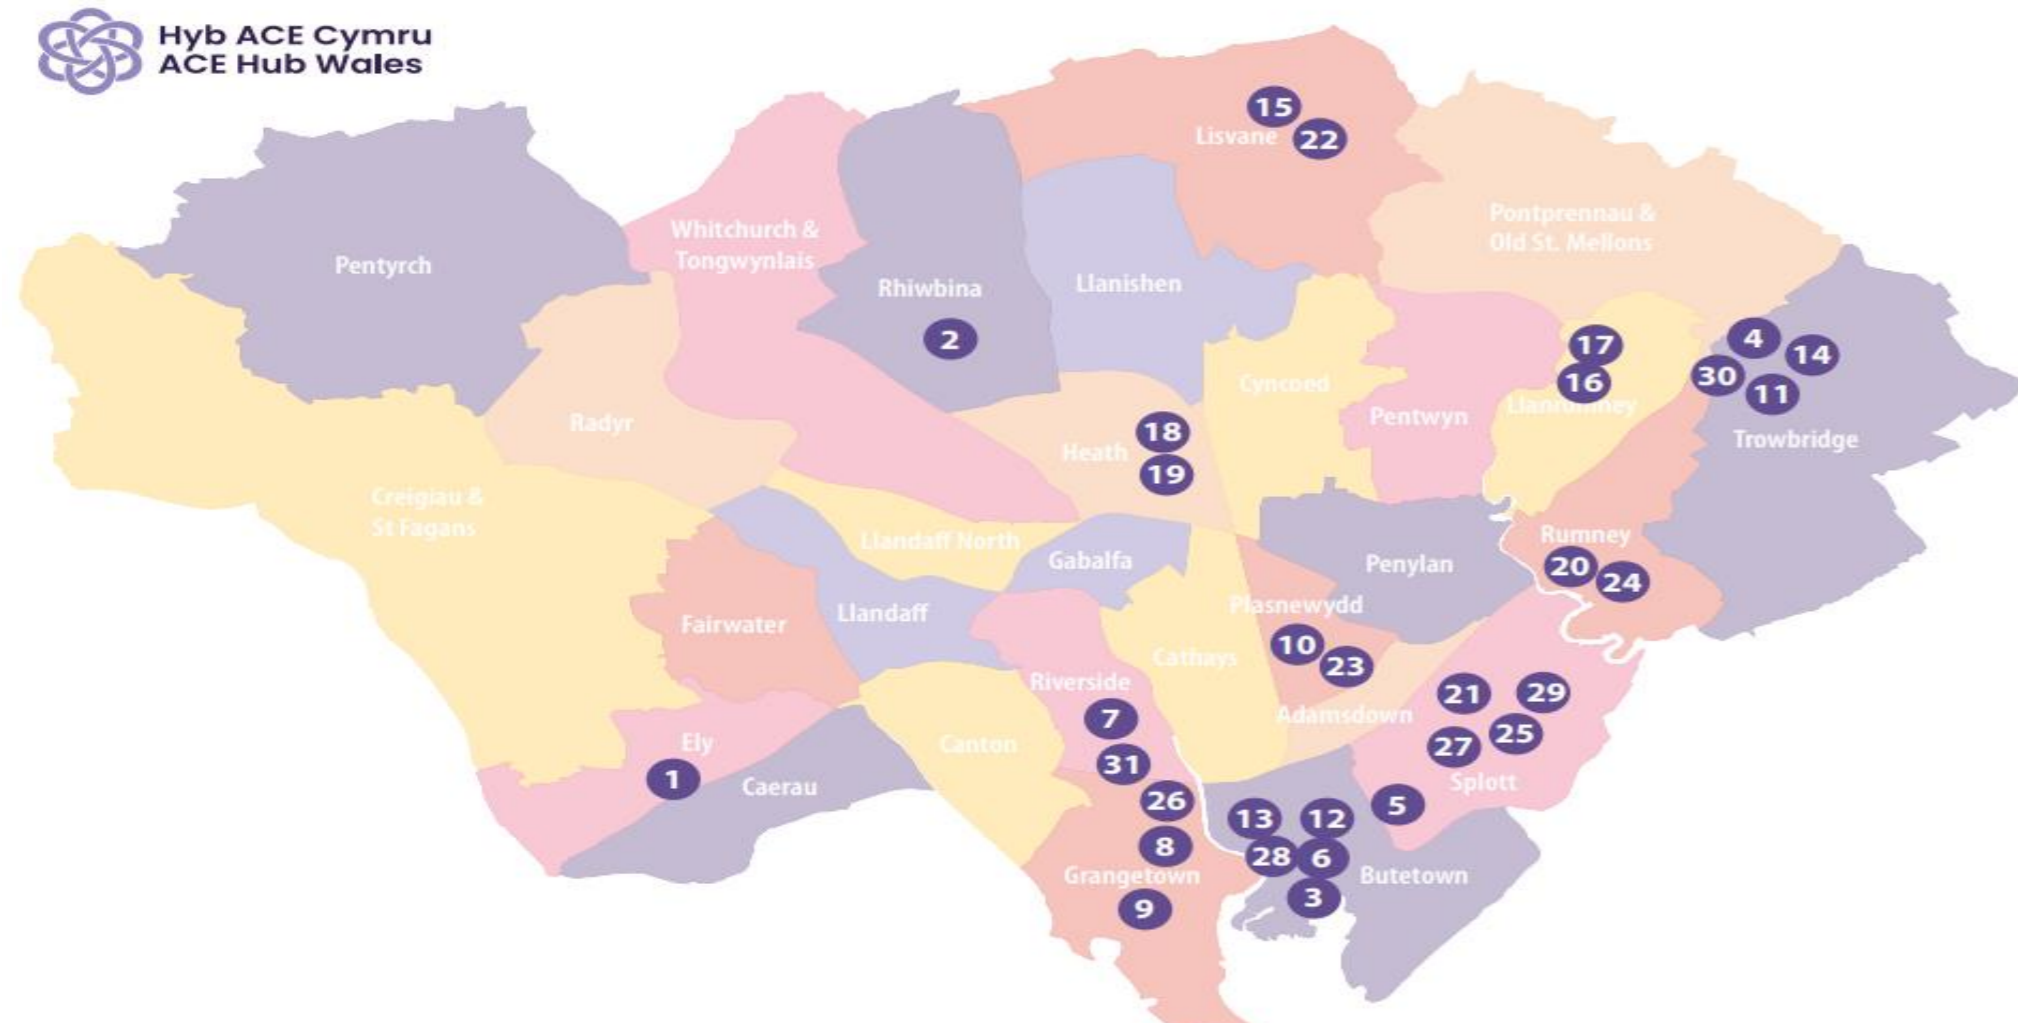 Hyb ACE Cymru
ACE Hub Wales
15
Lisvane
22
Pontprennau &
Old St. Mellons
Whitchurch &
Tongwynlais
Pentyrch
Rhiwbina
2
Llanishen
17
16
Llanrumney
4
14
30
11
Trowbridge
Cyncoed
Pentwyn
Radyr
18
Heath
19
Creigiau &
St Fagans
Llandaff North
Gabalfa
Penylan
Rumney
20
24
Fairwater
Llandaff
Plasnewydd
10
23
Cathays
Riverside
7
31
21
29
25
27
Splott
5
Adamsdown
Ely
1
Caerau
Canton
26
8
Grangetown
9
13
12
28
6
3
Butetown